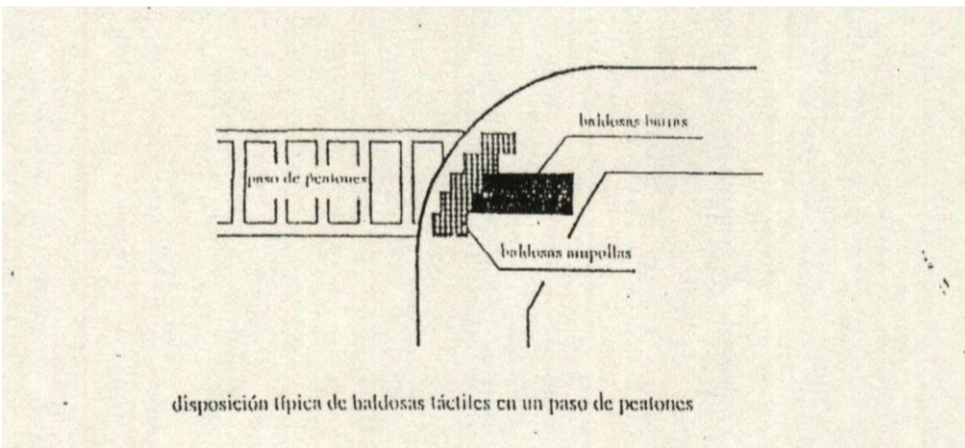 baldosas barras
paso de peatones
baldosas ampollas
disposición típica de baldosas táctiles en un paso de peatones